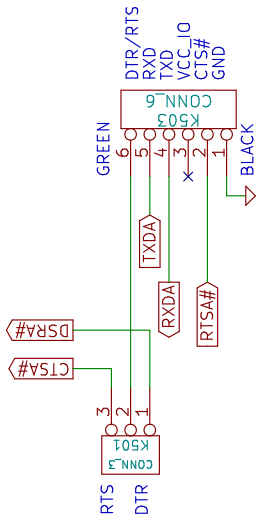 DTR/RTS
RXD
TXD
VCC_IO
CTS#
GND
CONN_6
K503
GREEN
6
5
4
3
2
1
BLACK
TXDA
RXDA
RTSA#
DSRA#
CTSA#
3
2
1
K501
CONN_3
RTS
DTR